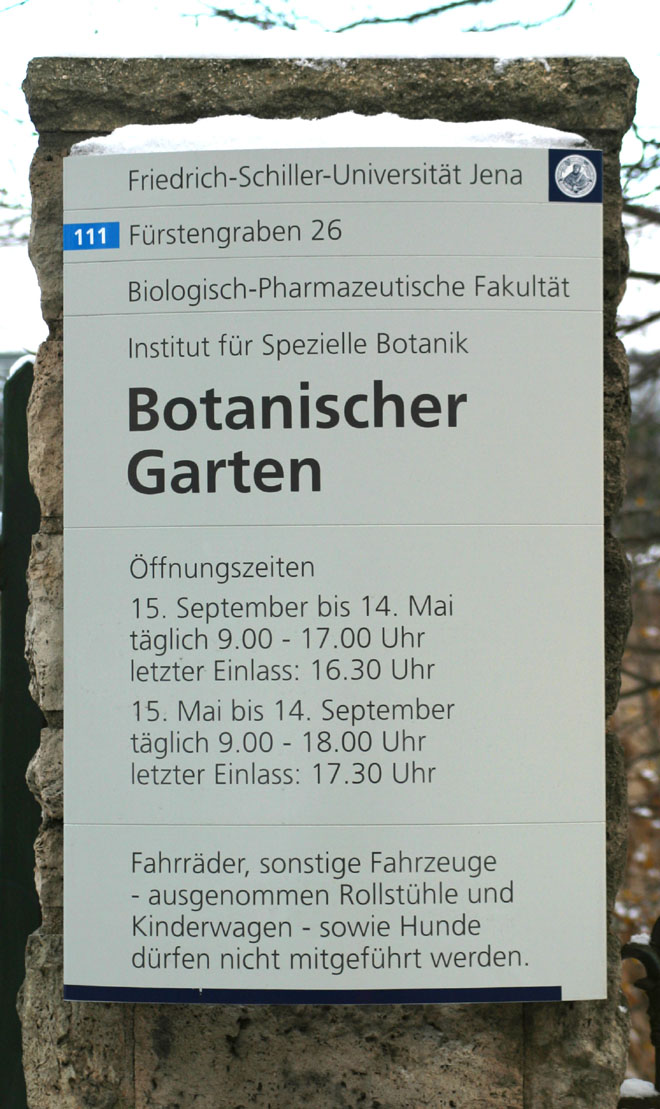 Friedrich-Schiller-Universität Jena
111 Fürstengraben 26
Biologisch-Pharmazeutische Fakultät
Institut für Spezielle Botanik
Botanischer
Garten
Öffnungszeiten
15. September bis 14. Mai
täglich 9.00 - 17.00 Uhr
letzter Einlass: 16.30 Uhr
15. Mai bis 14. September
täglich 9.00 - 18.00 Uhr
letzter Einlass: 17.30 Uhr
Fahrräder, sonstige Fahrzeuge
- ausgenommen Rollstühle und
Kinderwagen - sowie Hunde
dürfen nicht mitgeführt werden.